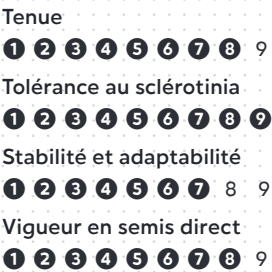 Tenue
1 2 3 4 5 6 7 8 9
Tolérance au sclérotinia
1 2 3 4 5 6 7 8 9
Stabilité et adaptabilité
1 2 3 4 5 6 7 8 9
Vigueur en semis direct
1 2 3 4 5 6 7 8 9